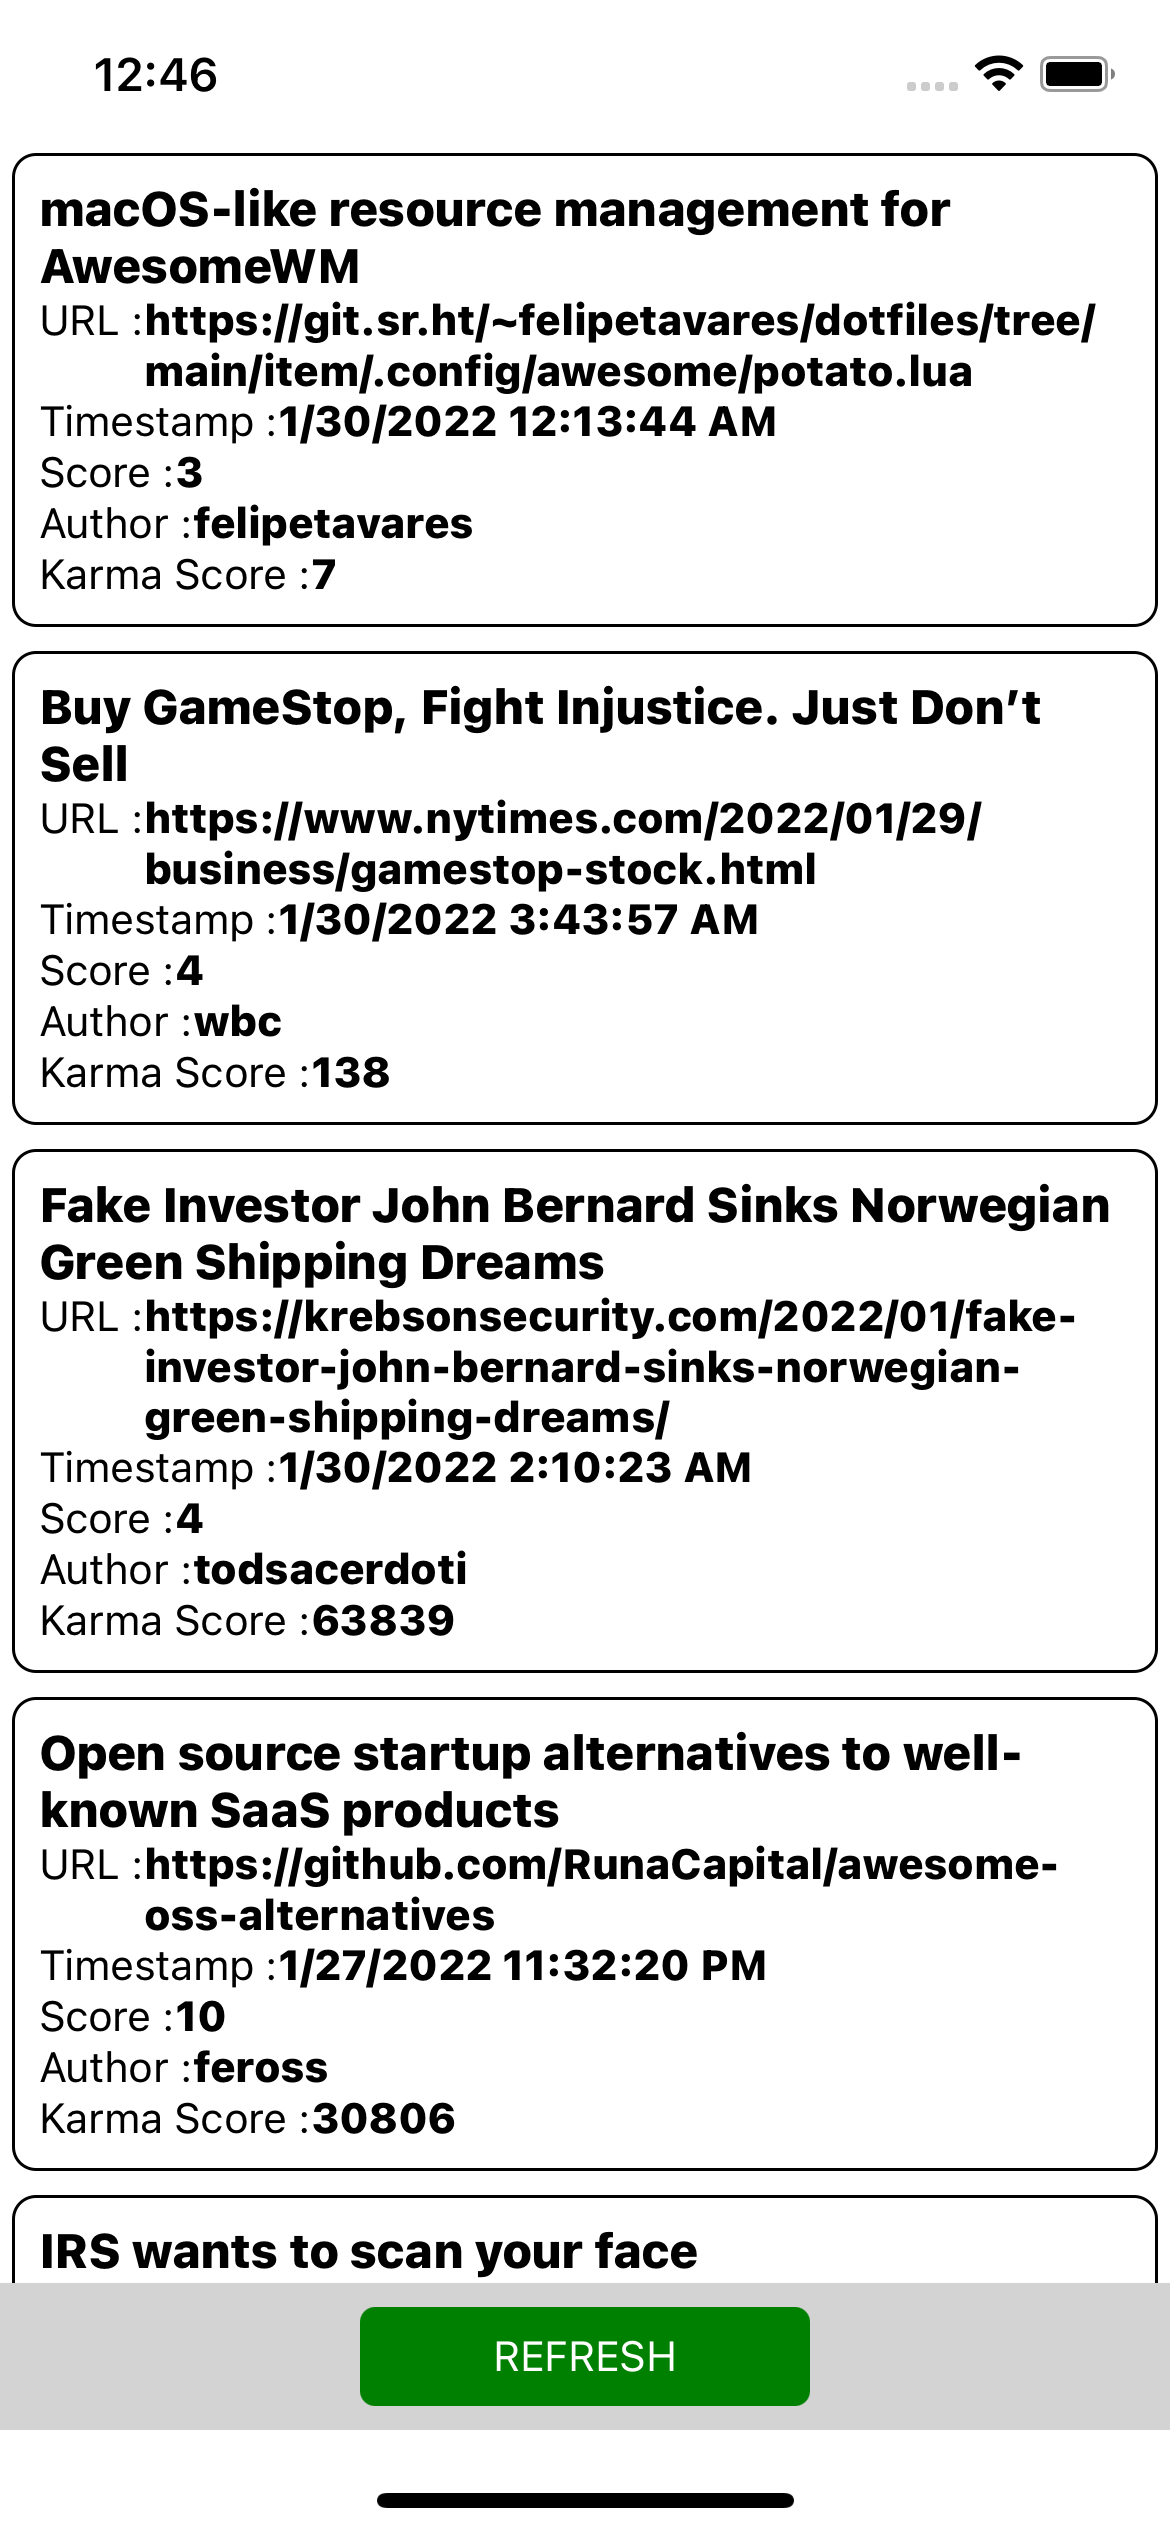 12:46
macOS-like resource management for
AwesomeWM
URL :https://git.sr.ht/~felipetavares/dotfiles/tree/
main/item/.config/awesome/potato.lua
Timestamp :1/30/2022 12:13:44 AM
Score :3
Author :felipetavares
Karma Score :7
Buy GameStop, Fight Injustice. Just Don’t
Sell
URL :https://www.nytimes.com/2022/01/29/
business/gamestop-stock.html
Timestamp :1/30/2022 3:43:57 AM
Score :4
Author :wbc
Karma Score :138
Fake Investor John Bernard Sinks Norwegian
Green Shipping Dreams
URL :https://krebsonsecurity.com/2022/01/fake-
investor-john-bernard-sinks-norwegian-
green-shipping-dreams/
Timestamp :1/30/2022 2:10:23 AM
Score :4
Author :todsacerdoti
Karma Score :63839
Open source startup alternatives to well-
known SaaS products
URL :https://github.com/RunaCapital/awesome-
oss-alternatives
Timestamp :1/27/2022 11:32:20 PM
Score :10
Author :feross
Karma Score :30806
IRS wants to scan your face
REFRESH